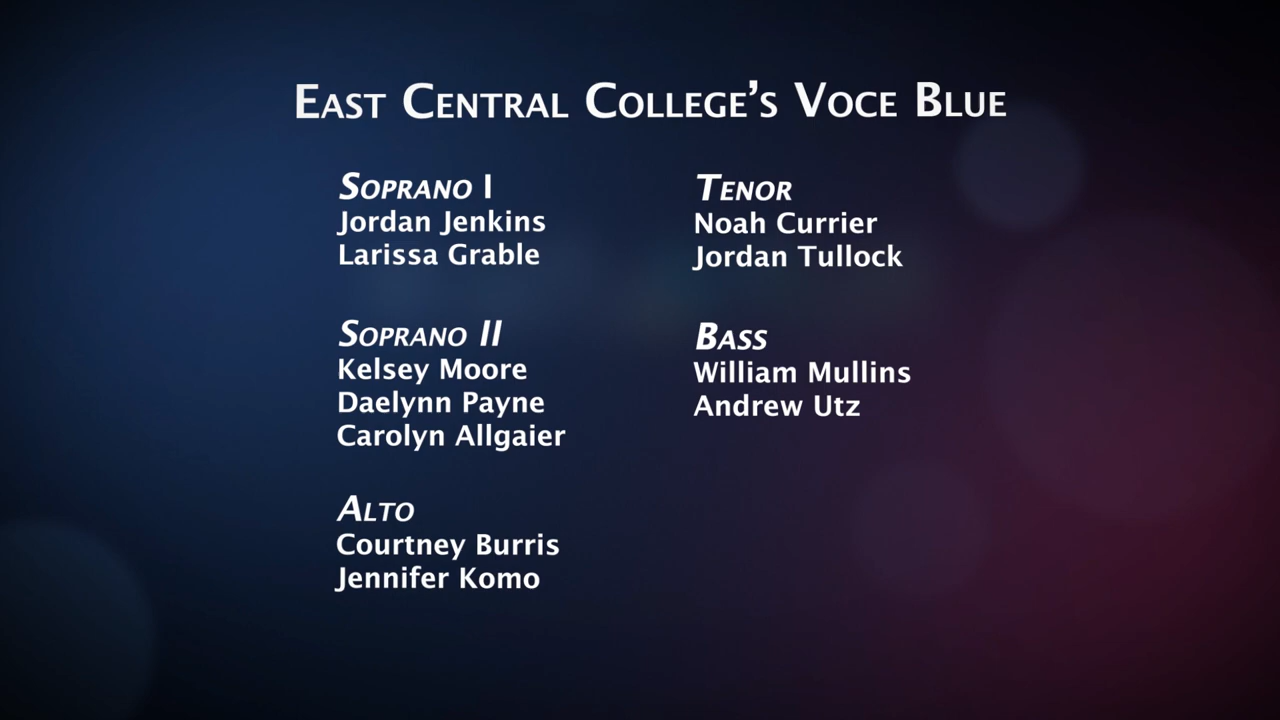 East Central College's Voce Blue
Soprano I
Jordan Jenkins
Larissa Grable
Soprano II
Kelsey Moore
Daelynn Payne
Carolyn Allgaier
Alto
Courtney Burris
Jennifer Komo
Tenor
Noah Currier
Jordan Tullock
Bass
William Mullins
Andrew Utz